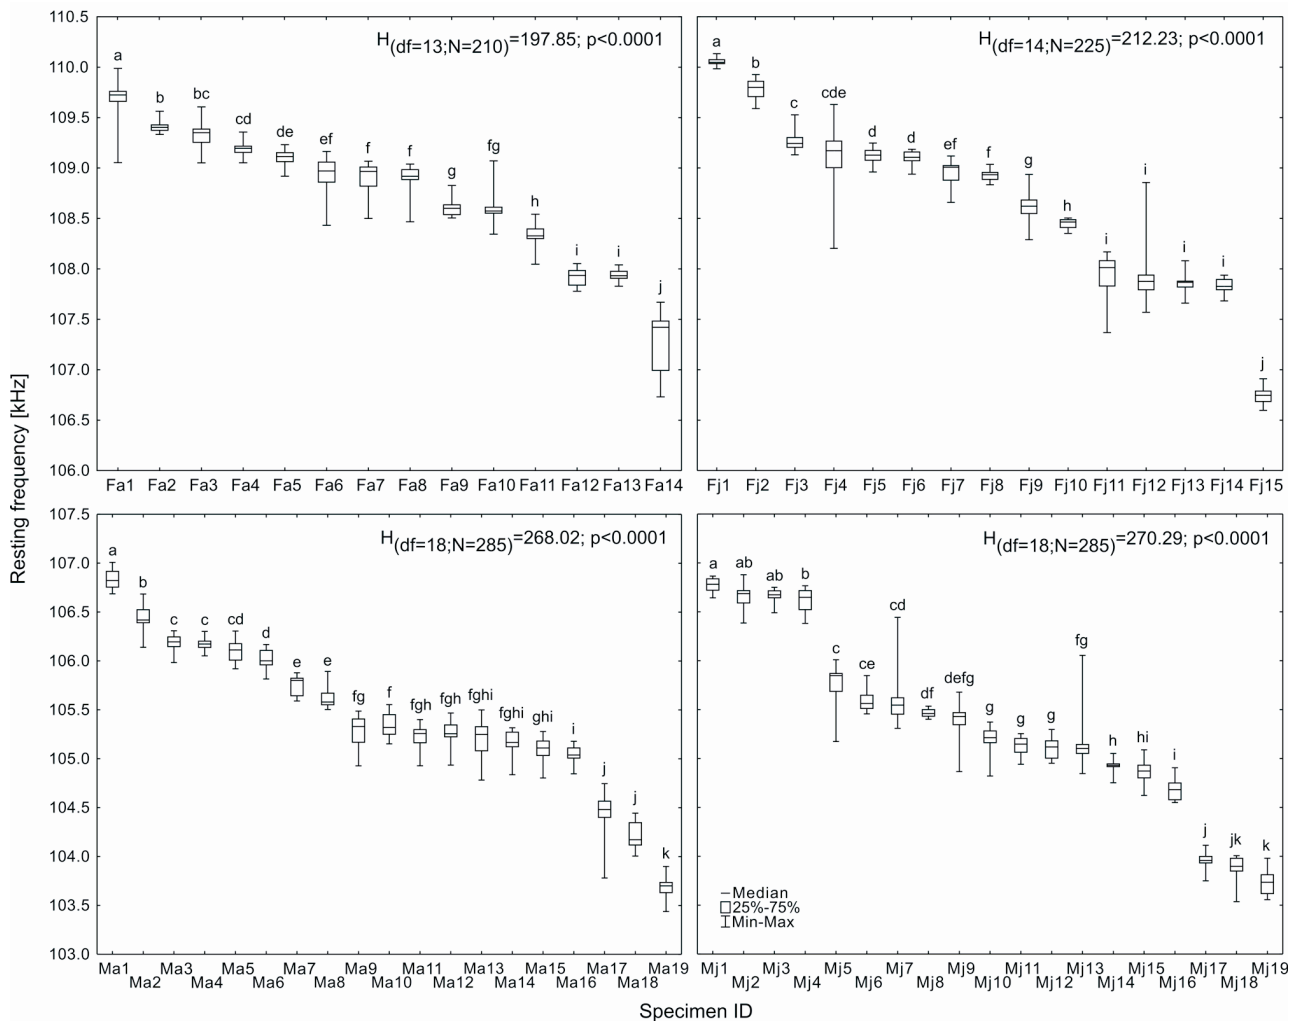 Resting frequency [kHz]
110.5
110.0
109.5
109.0
108.5
108.0
107.5
107.0
106.5
106.0
H(df=13;N=210)=197.85; p<0.0001
a b bc cd de ef f f g fg h i i j
Fa1 Fa2 Fa3 Fa4 Fa5 Fa6 Fa7 Fa8 Fa9 Fa10 Fa11 Fa12 Fa13 Fa14
H(df=14;N=225)=212.23; p<0.0001
a b c cde d d ef f g h i i i i j
Fj1 Fj2 Fj3 Fj4 Fj5 Fj6 Fj7 Fj8 Fj9 Fj10 Fj11 Fj12 Fj13 Fj14 Fj15
107.5
107.0
106.5
106.0
105.5
105.0
104.5
104.0
103.5
103.0
H(df=18;N=285)=268.02; p<0.0001
a b c c cd d e e fg f fgh fgh fghi fghi ghi i j j k
Ma1 Ma3 Ma5 Ma7 Ma9 Ma11 Ma13 Ma15 Ma17 Ma19
Ma2 Ma4 Ma6 Ma8 Ma10 Ma12 Ma14 Ma16 Ma18
H(df=18;N=285)=270.29; p<0.0001
a ab ab b c ce cd df defg g g g fg h hi i j jk k
Median
25%-75%
Min-Max
Mj1 Mj3 Mj5 Mj7 Mj9 Mj11 Mj13 Mj15 Mj17 Mj19
Mj2 Mj4 Mj6 Mj8 Mj10 Mj12 Mj14 Mj16 Mj18
Specimen ID